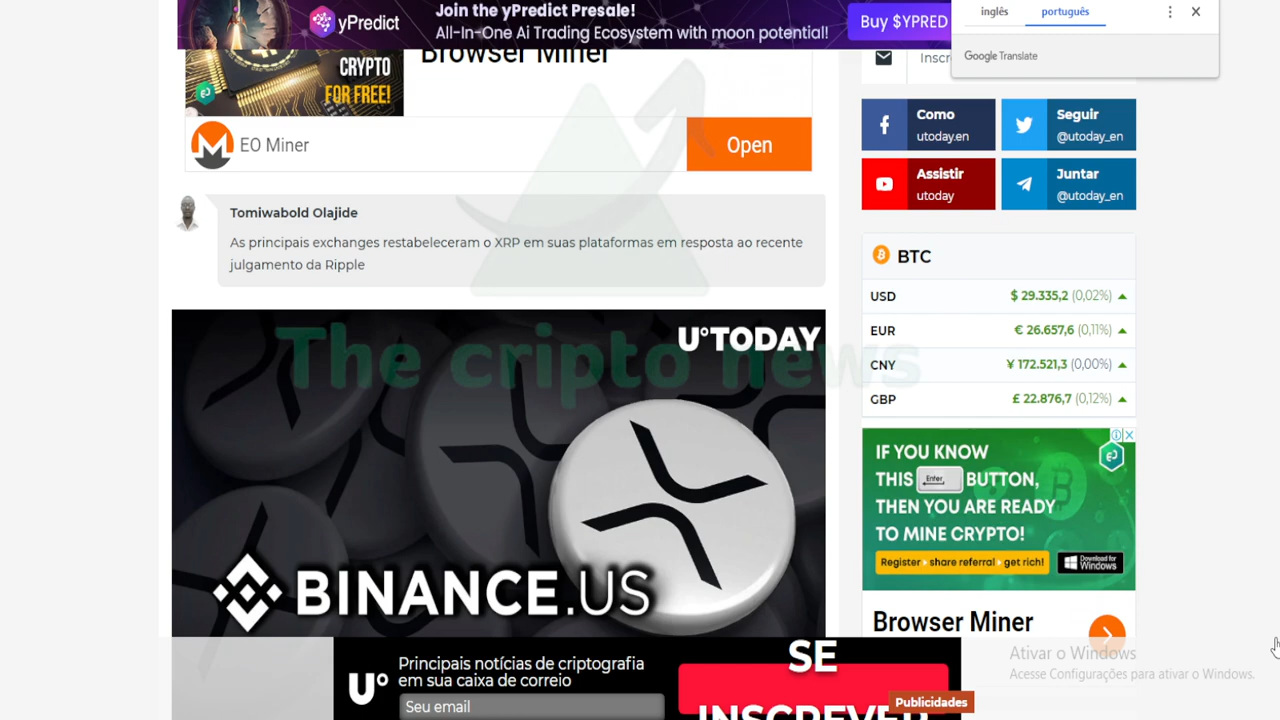 Join the yPredict Presale!
yPredict
All-In-One Ai Trading Ecosystem with moon potential!
Buy $YPRED
inglês
português
Google Translate
CRYPTO
FOR FREE!
Browser Miner
EO Miner
Open
Tomiwabold Olajide
As principais exchanges restabeleceram o XRP em suas plataformas em resposta ao recente
julgamento da Ripple
U°TODAY
The cripto news
BINANCE.US
Inscr
Como
utoday.en
Seguir
@utoday_en
Assistir
utoday
Juntar
@utoday_en
BTC
USD $ 29.335,2 (0,02%)
EUR € 26.657,6 (0,11%)
CNY ¥ 172.521,3 (0,00%)
GBP £ 22.876,7 (0,12%)
IF YOU KNOW
THIS Enter BUTTON,
THEN YOU ARE READY
TO MINE CRYPTO!
Register share referral get rich!
Download for
Windows
Browser Miner
Ativar o Windows
Acesse Configurações para ativar o Windows.
U°
Principais notícias de criptografia
em sua caixa de correio
Seu email
SE
INSCREVER
Publicidades